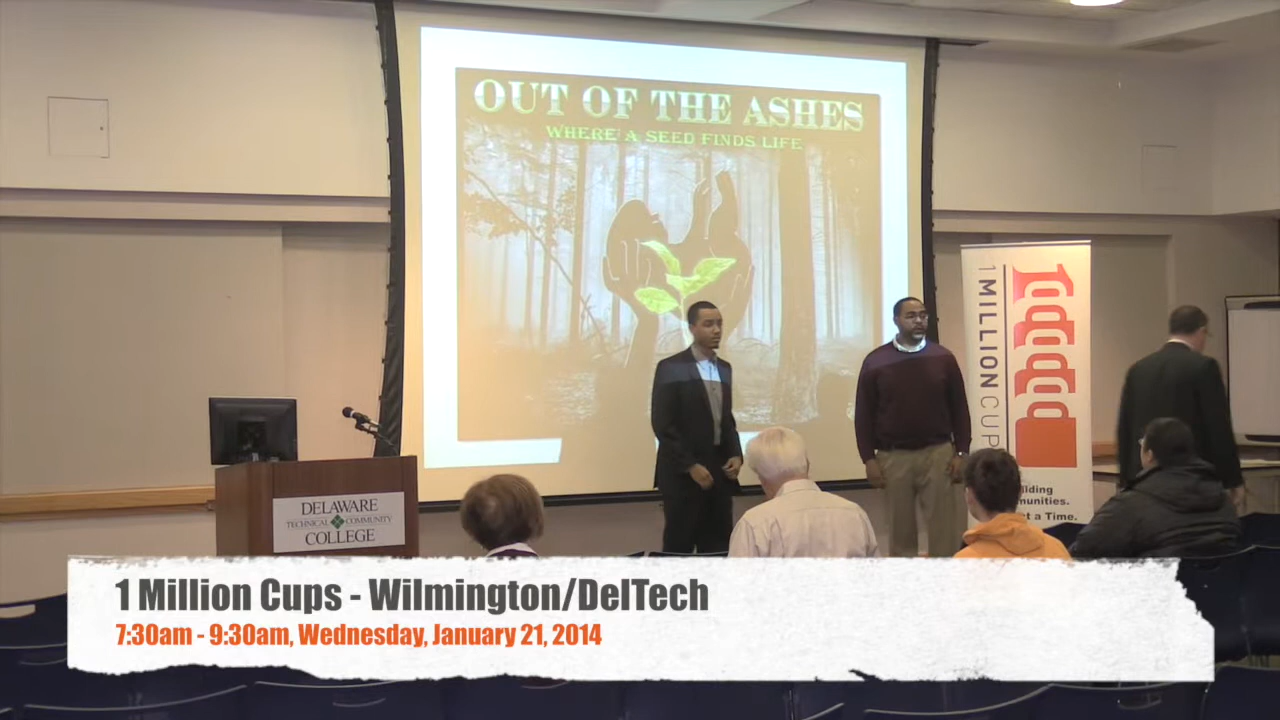 OUT OF THE ASHES
WHERE A SEED FINDS LIFE
1 MILLION CUP
DELAWARE
TECHNICAL COMMUNITY
COLLEGE
1 Million Cups - Wilmington/DelTech
7:30am - 9:30am, Wednesday, January 21, 2014